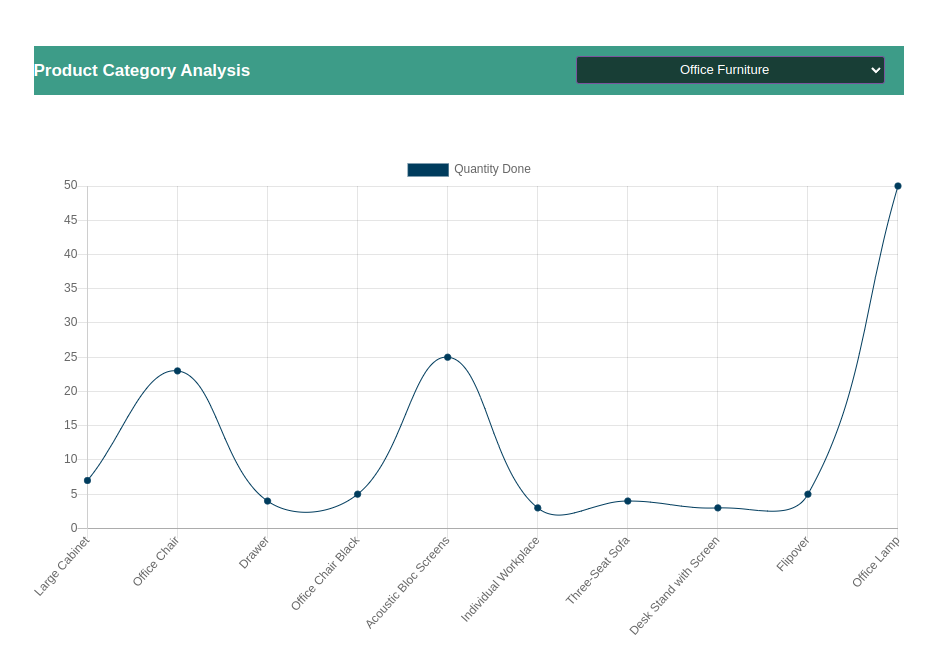 Product Category Analysis
Office Furniture
Quantity Done
50
45
40
35
30
25
20
15
10
5
0
Large Cabinet
Office Chair
Drawer
Office Chair Black
Acoustic Bloc Screens
Individual Workplace
Three-Seat Sofa
Desk Stand with Screen
Flipover
Office Lamp